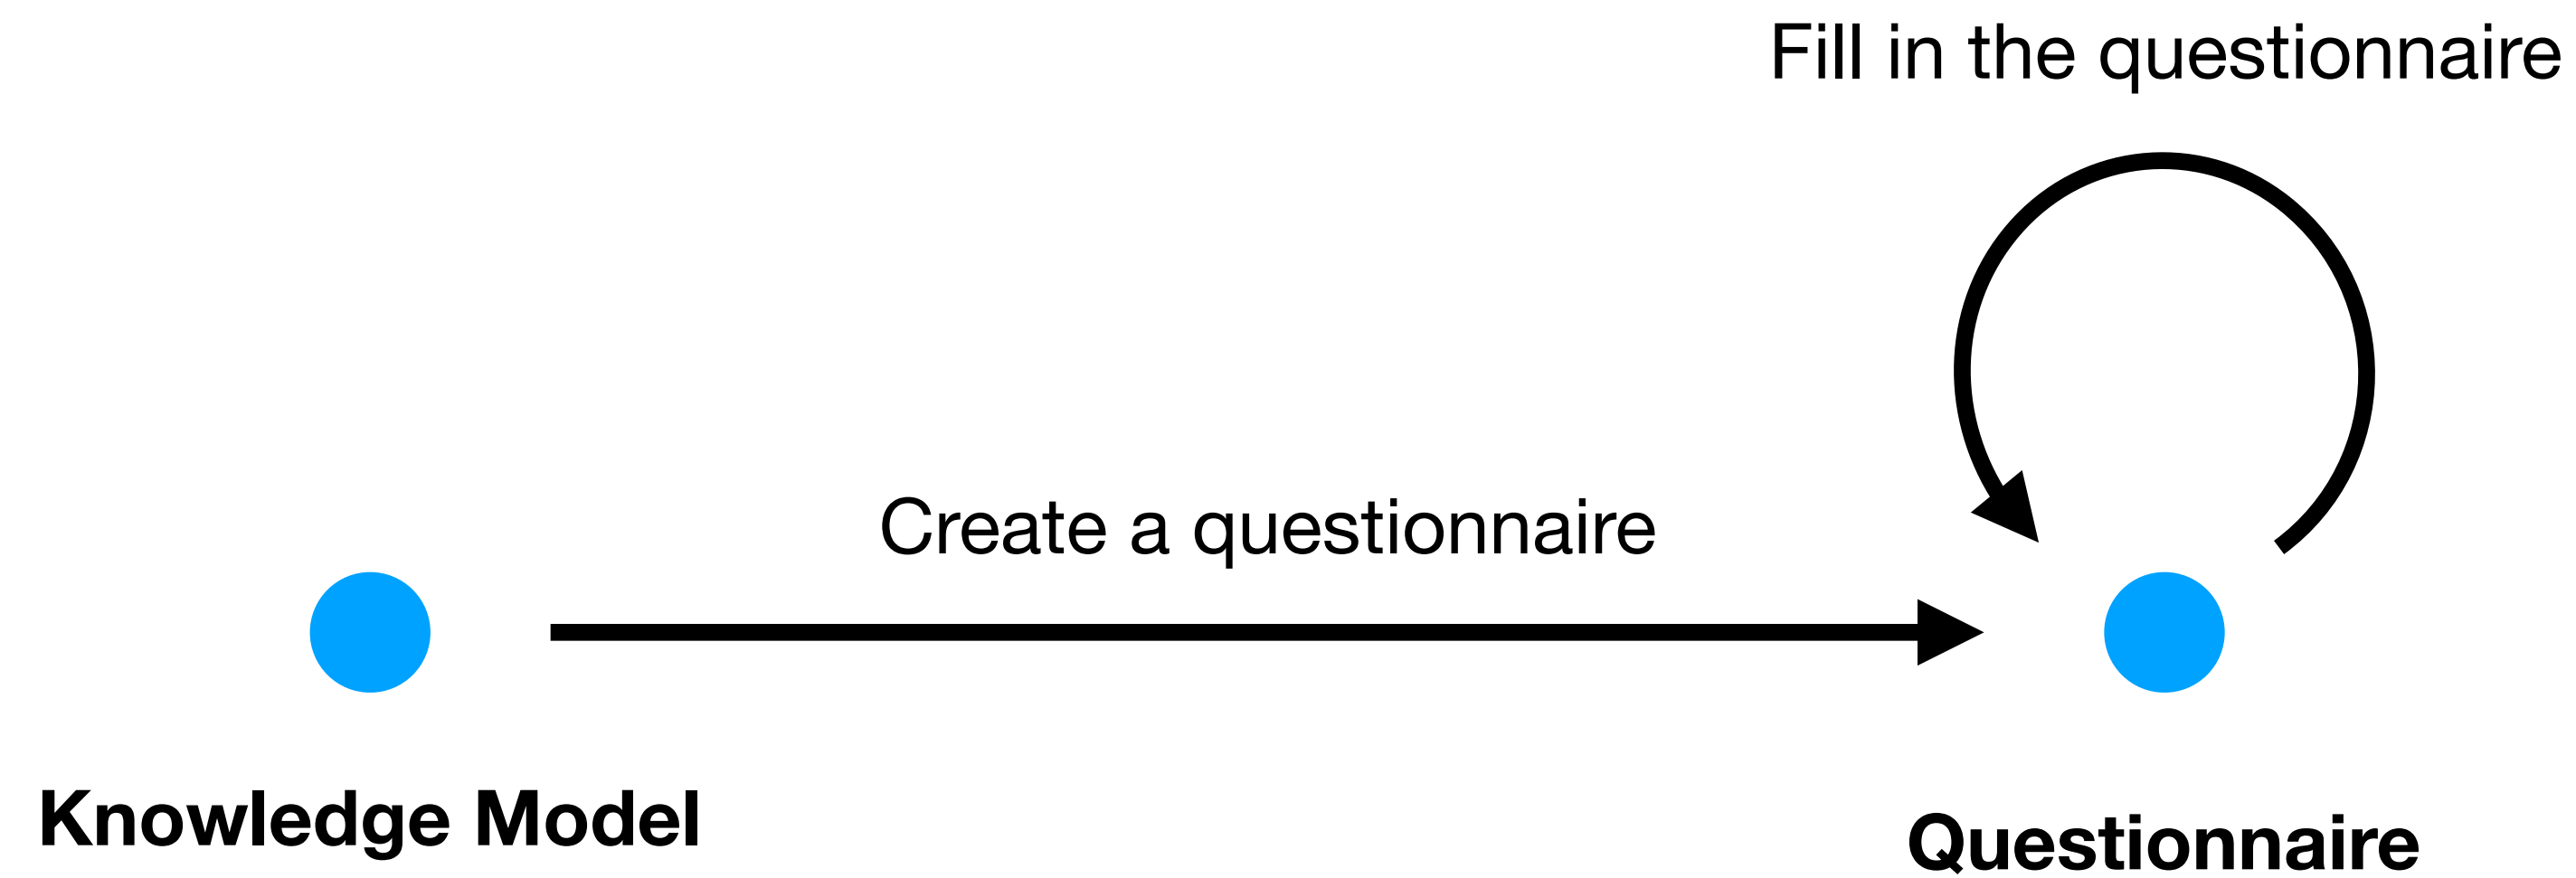 Fill in the questionnaire
Create a questionnaire
Knowledge Model
Questionnaire